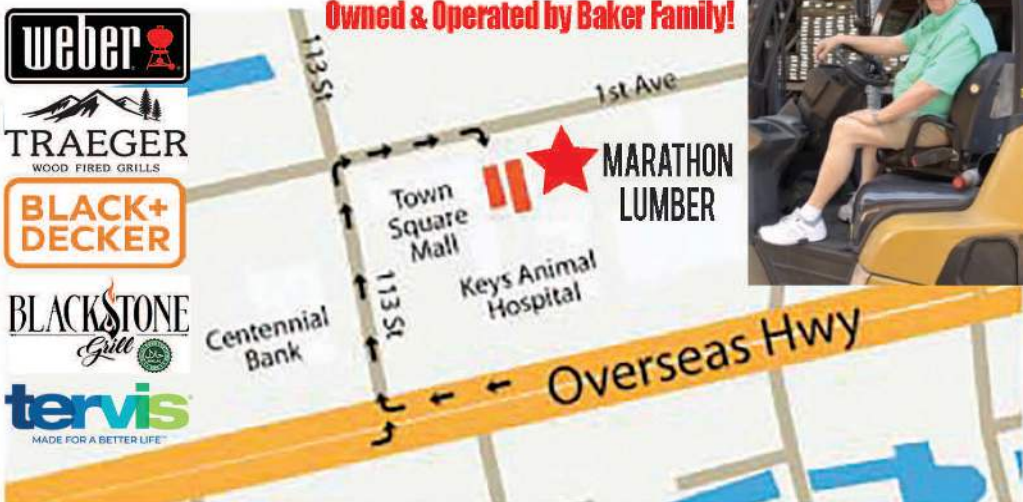 Owned & Operated by Baker Family!
weber
TRAEGER
WOOD FIRED GRILLS
BLACK+
DECKER
BLACKSTONE
Grill
tervis
MADE FOR A BETTER LIFE™
113 St
1st Ave
MARATHON
LUMBER
Town
Square
Mall
Keys Animal
Hospital
113 St
Centennial
Bank
Overseas Hwy